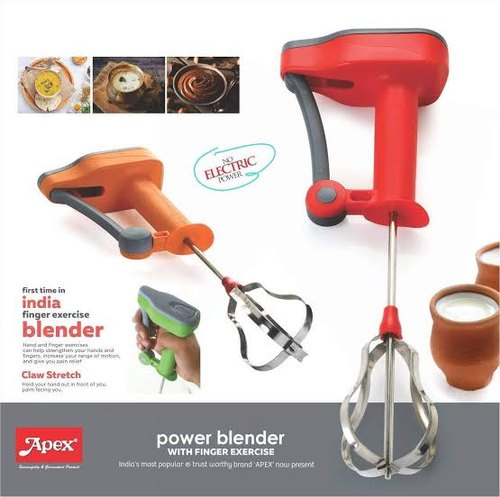 NO
ELECTRIC
POWER
first time in
india
finger exercise
blender
Hand and finger exercises
can help strengthen your hands and
fingers, increase your range of motion,
and give you pain relief
Claw Stretch
Hold your hand out in front of you,
palm facing you.
Apex®
Scrongfully & Guaranteed Product
power blender
WITH FINGER EXERCISE
India's most popular & trust worthy brand 'APEX' now present